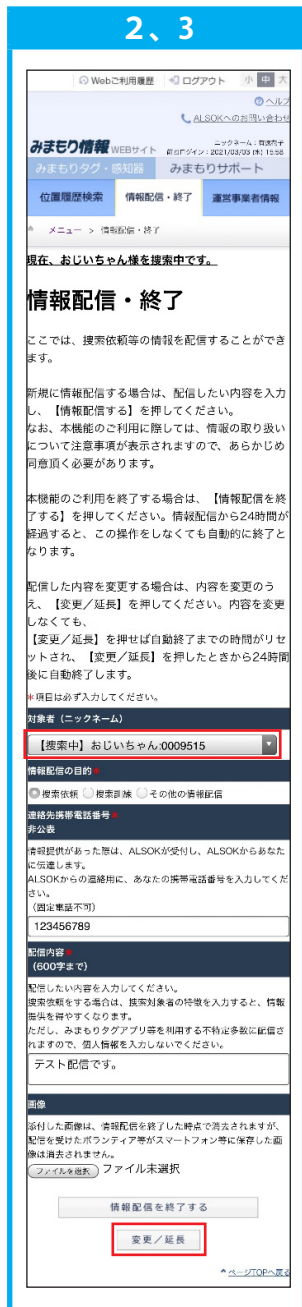 2、3
Webご利用履歴 ログアウト 小 中 大
ヘルプ
ALSOKへのお問い合わせ
みまもり情報 WEBサイト
前回ログイン：2021/03/03 (水) 15:58
みまもりタグ・感知器 みまもりサポート
位置履歴検索 情報配信・終了 運営事業者情報
メニュー > 情報配信・終了
現在、おじいちゃん様を捜索中です。
情報配信・終了
ここでは、捜索依頼等の情報を配信することができ
ます。
新規に情報配信する場合は、配信したい内容を入力
し、【情報配信する】を押してください。
なお、本機能のご利用に際しては、情報の取り扱い
について注意事項が表示されますので、あらかじめ
同意頂く必要があります。
本機能のご利用を終了する場合は、【情報配信を終
了する】を押してください。情報配信から24時間が
経過すると、この操作をしなくても自動的に終了と
なります。
配信した内容を変更する場合は、内容を変更のう
え、【変更／延長】を押してください。内容を変更
しなくても、
【変更／延長】を押せば自動終了までの時間がリセ
ットされ、【変更／延長】を押したときから24時間
後に自動終了します。
※項目は必ず入力してください。
対象者（ニックネーム）
【捜索中】おじいちゃん:0009515
情報配信の目的※
捜索依頼 捜索訓練 その他の情報配信
連絡先携帯電話番号※
非公表
情報提供があった際は、ALSOKが受付し、ALSOKからあなた
に伝達します。
ALSOKからの連絡用に、あなたの携帯電話番号を入力してくだ
さい。
（固定電話不可）
123456789
配信内容※
（600字まで）
配信したい内容を入力してください。
捜索依頼をする場合は、捜索対象者の特徴を入力すると、情報
提供を得やすくなります。
ただし、みまもりタグアプリ等を利用する不特定多数に配信さ
れますので、個人情報を入力しないでください。
テスト配信です。
画像
添付した画像は、情報配信を終了した時点で消去されますが、
配信を受けたボランティア等がスマートフォン等に保存した画
像は消去されません。
ファイルを選択 ファイル未選択
情報配信を終了する
変更／延長
ページTOPへ戻る